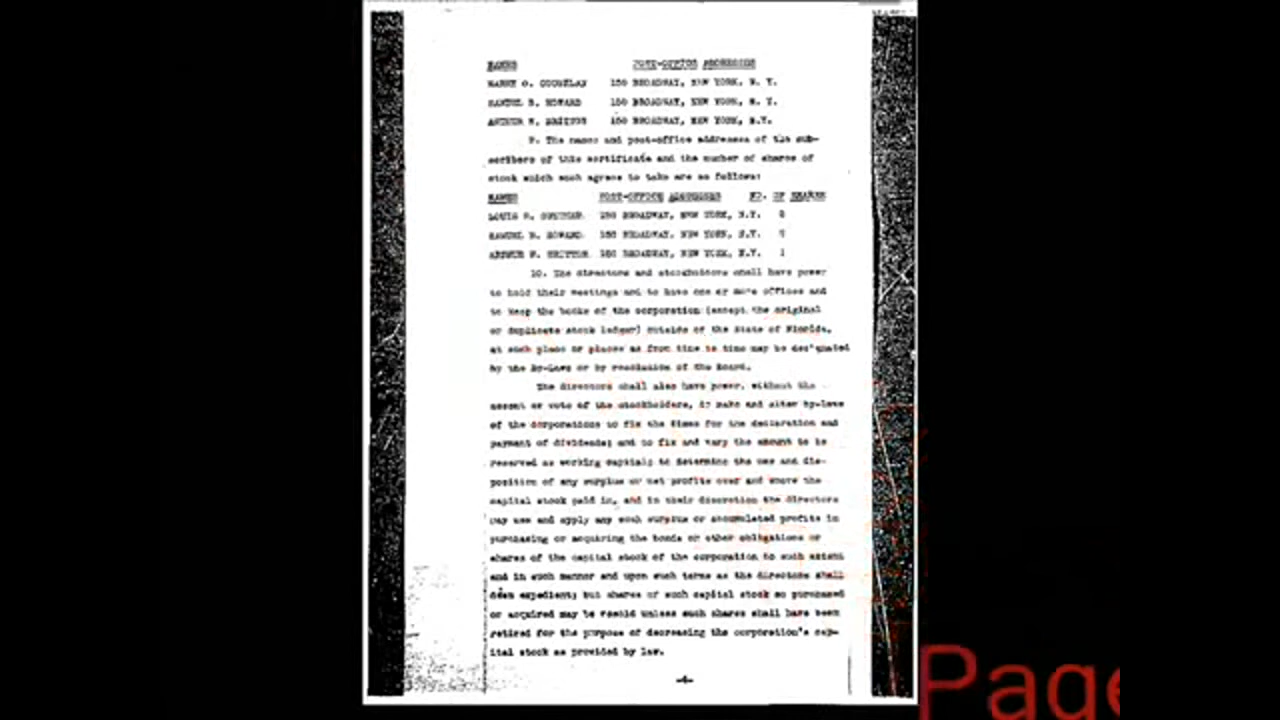 NAMES POST-OFFICE ADDRESSES
HARRY O. 150 BROADWAY, NEW YORK, N. Y.
SAMUEL B. HOWARD 150 BROADWAY, NEW YORK, N. Y.
ARTHUR W. BRITTON 150 BROADWAY, NEW YORK, N.Y.
9. The names and post-office addresses of the sub-
scribers of this certificate and the number of shares of
stock which each agrees to take are as follows:
NAMES POST-OFFICE ADDRESSES NO. OF SHARES
LOUIS 150 BROADWAY, NEW YORK, N.Y. 8
SAMUEL B. HOWARD 150 BROADWAY, NEW YORK, N.Y.
ARTHUR W. BRITTON 150 BROADWAY, NEW YORK, N.Y. 1
10. The directors and stockholders shall have power
to hold their meetings and to have one or more offices and
to keep the books of the corporation (except the original
or duplicate stock ledger) outside of the State of Florida,
at such place or places as from time to time may be designated
by the By-Laws or by resolution of the Board.
The directors shall also have power, without the
assent or vote of the stockholders, to make and alter by-laws
of the corporation; to fix the times for the declaration and
payment of dividends; and to fix and vary the amount to be
reserved as working capital; to determine the use and dis-
position of any surplus or net profits over and above the
capital stock paid in, and in their discretion the directors
may use and apply any such surplus or accumulated profits in
purchasing or acquiring the bonds or other obligations or
shares of the capital stock of the corporation to such extent
and in such manner and upon such terms as the directors shall
deem expedient; but shares of such capital stock so purchased
or acquired may be resold unless such shares shall have been
retired for the purpose of decreasing the corporation's cap-
ital stock as provided by law.
-4-
Page